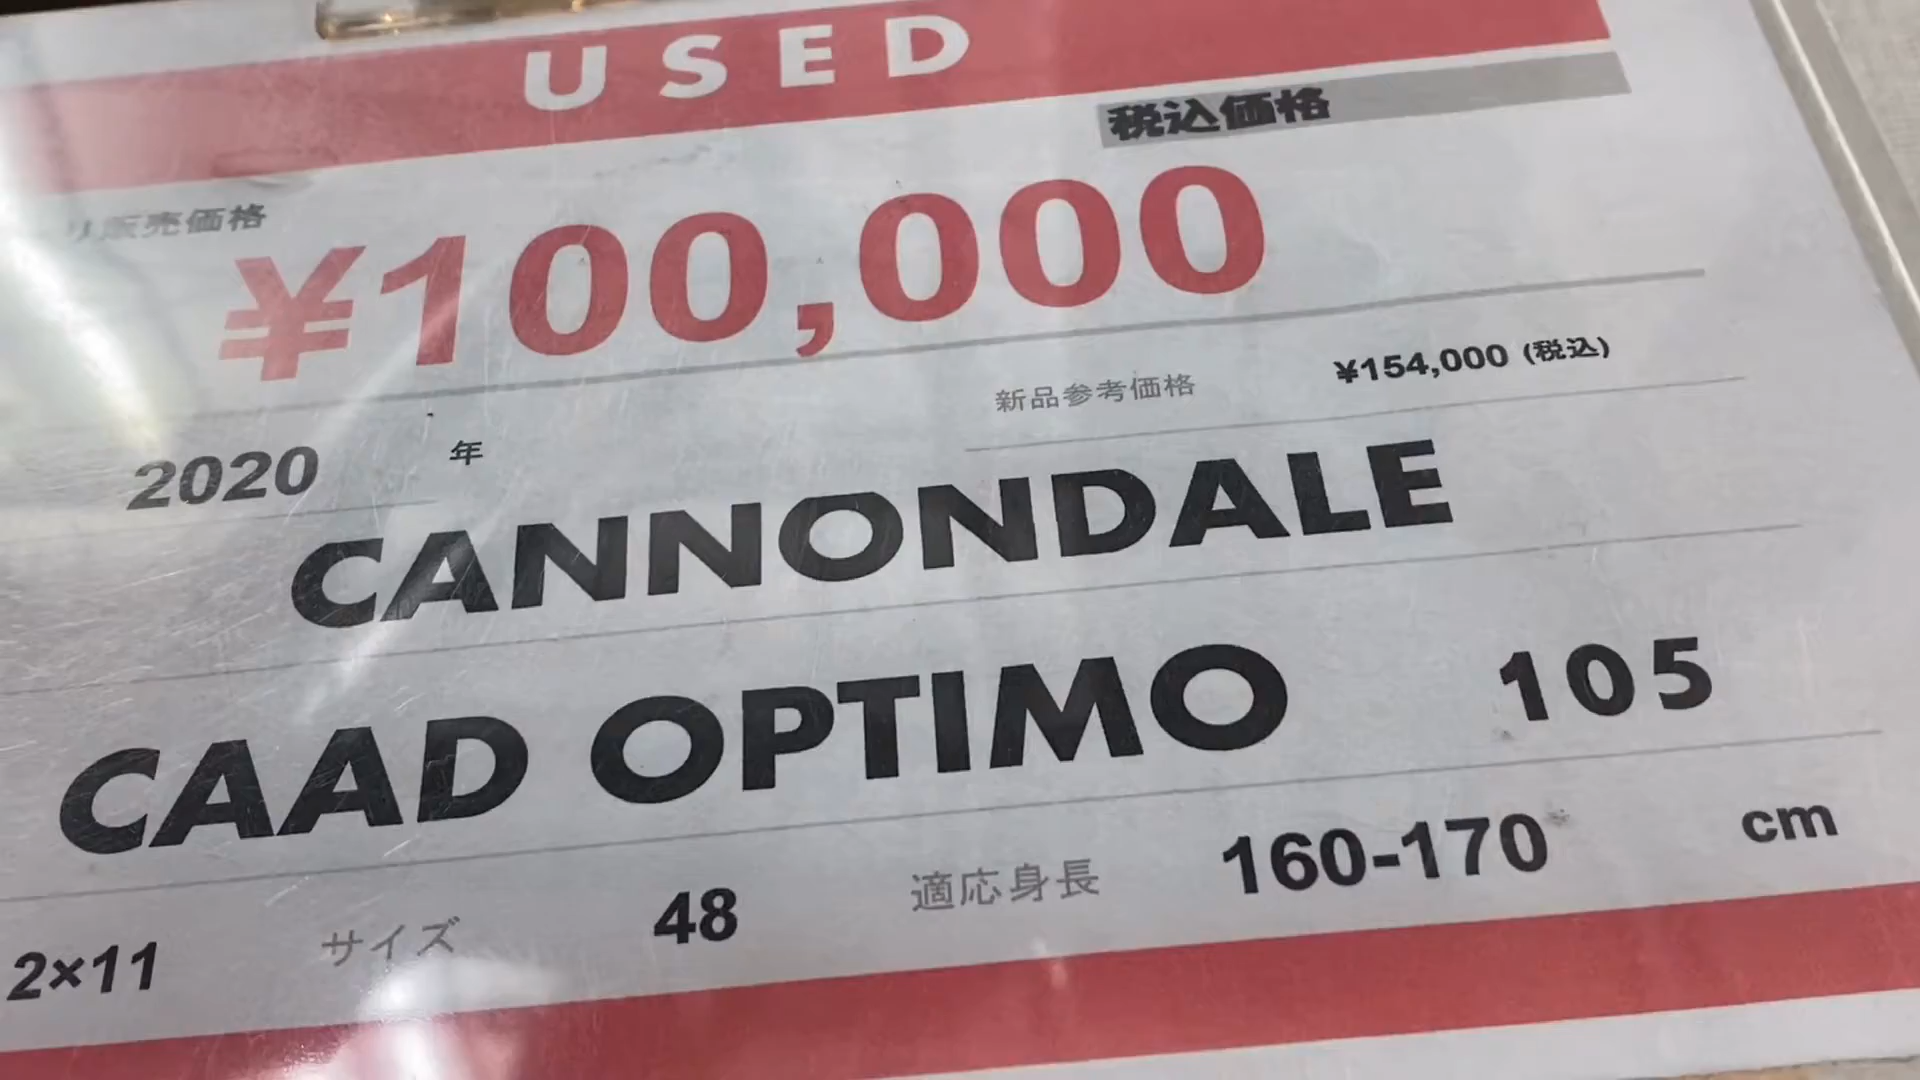 USED
税込価格
販売価格
¥100,000
新品参考価格 ¥154,000 (税込)
2020 年
CANNONDALE
CAAD OPTIMO 105
2×11 サイズ 48 適応身長 160-170 cm